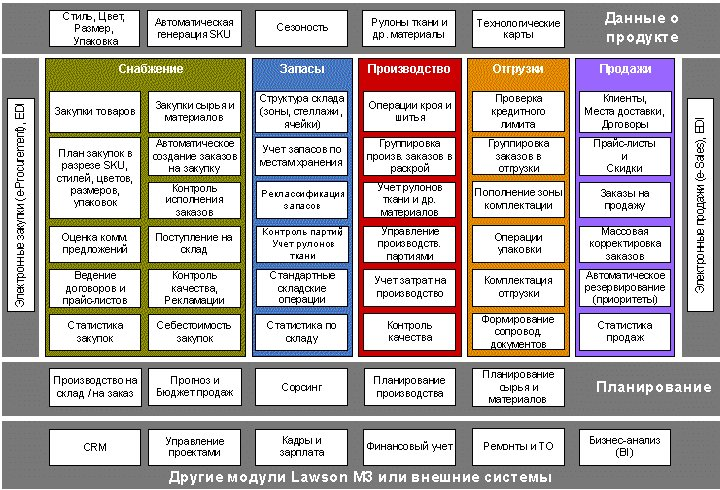 Стиль, Цвет,
Размер,
Упаковка
Автоматическая
генерация SKU
Сезоность
Рулоны ткани и
др. материалы
Технологические
карты
Данные о
продукте
Электронные закупки (e-Procurement), EDI
Снабжение
Закупки товаров
Закупки сырья и
материалов
План закупок в
разрезе SKU,
стилей, цветов,
размеров,
упаковок
Автоматическое
создание заказов
на закупку
Контроль
исполнения
заказов
Оценка комм.
предложений
Поступление на
склад
Ведение
договоров и
прайс-листов
Контроль
качества,
Рекламации
Статистика
закупок
Себестоимость
закупок
Запасы
Структура склада
(зоны, стеллажи,
ячейки)
Учет запасов по
местам хранения
Реклассификация
запасов
Контроль партий,
Учет рулонов
ткани
Стандартные
складские
операции
Статистика по
складу
Производство
Операции кроя и
шитья
Группировка
произв. заказов в
раскрой
Учет рулонов
ткани и др.
материалов
Управление
производств.
партиями
Учет затрат на
производство
Контроль
качества
Отгрузки
Проверка
кредитного
лимита
Группировка
заказов в
отгрузки
Пополнение зоны
комплектации
Операции
упаковки
Комплектация
отгрузки
Формирование
сопровод.
документов
Продажи
Клиенты,
Места доставки,
Договоры
Прайс-листы
и
Скидки
Заказы на
продажу
Массовая
корректировка
заказов
Автоматическое
резервирование
(приоритеты)
Статистика
продаж
Электронные продажи (e-Sales), EDI
Производство на
склад / на заказ
Прогноз и
Бюджет продаж
Сорсинг
Планирование
производства
Планирование
сырья и
материалов
Планирование
CRM
Управление
проектами
Кадры и
зарплата
Финансовый учет
Ремонты и ТО
Бизнес-анализ
(BI)
Другие модули Lawson M3 или внешние системы